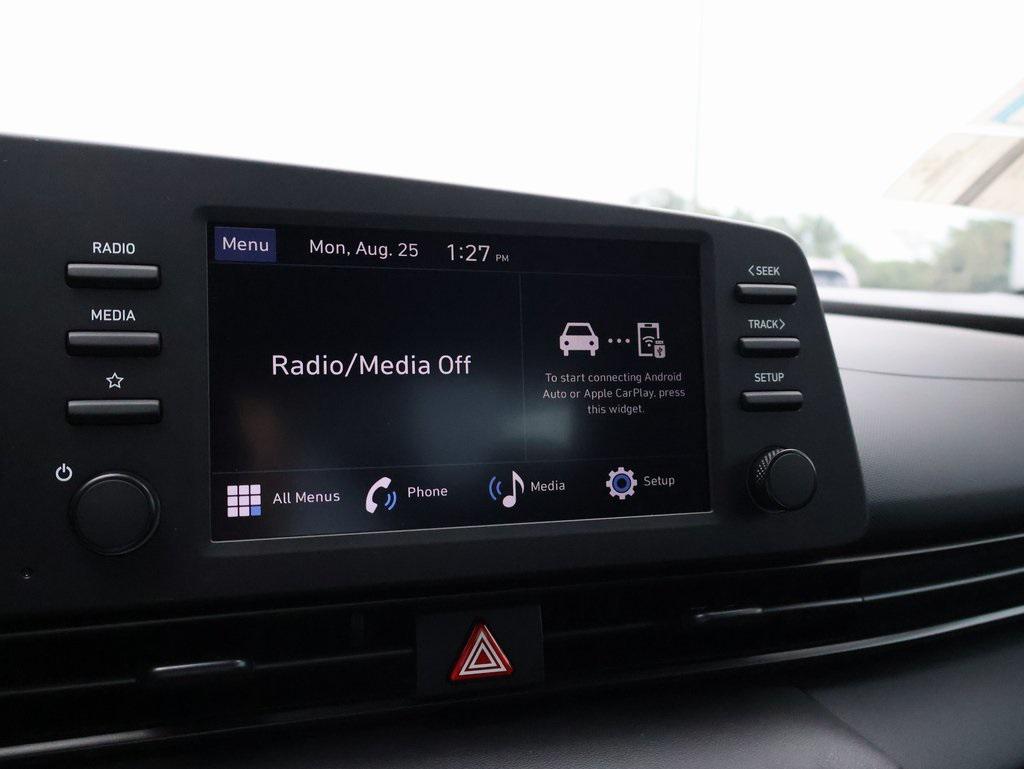 RADIO
MEDIA
Menu
Mon, Aug. 25
1:27 PM
Radio/Media Off
To start connecting Android
Auto or Apple CarPlay, press
this widget.
All Menus
Phone
Media
Setup
<SEEK
TRACK>
SETUP